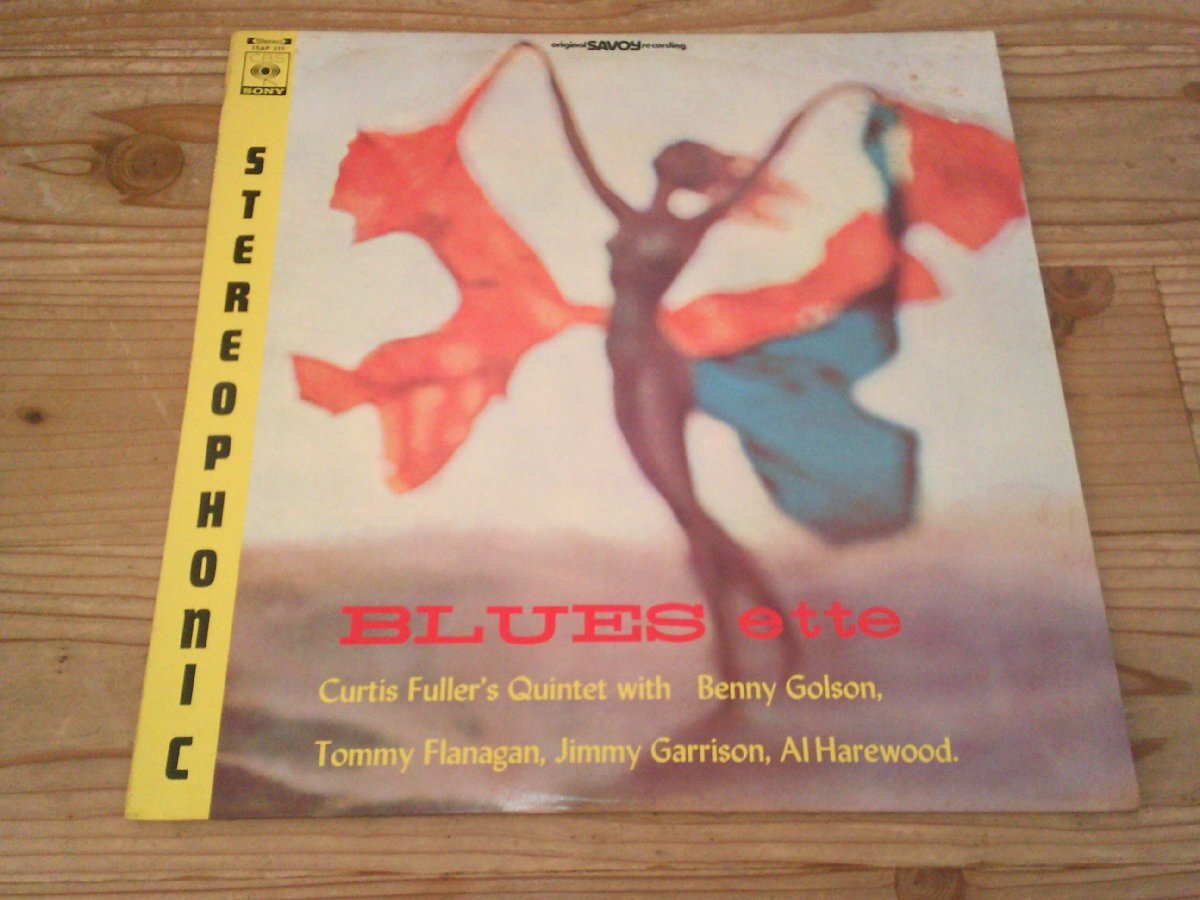 Stereo
original SAVOY recording
CBS
SONY
STEREOPHONIC
BLUES ette
Curtis Fuller's Quintet with Benny Golson,
Tommy Flanagan, Jimmy Garrison, Al Harewood.